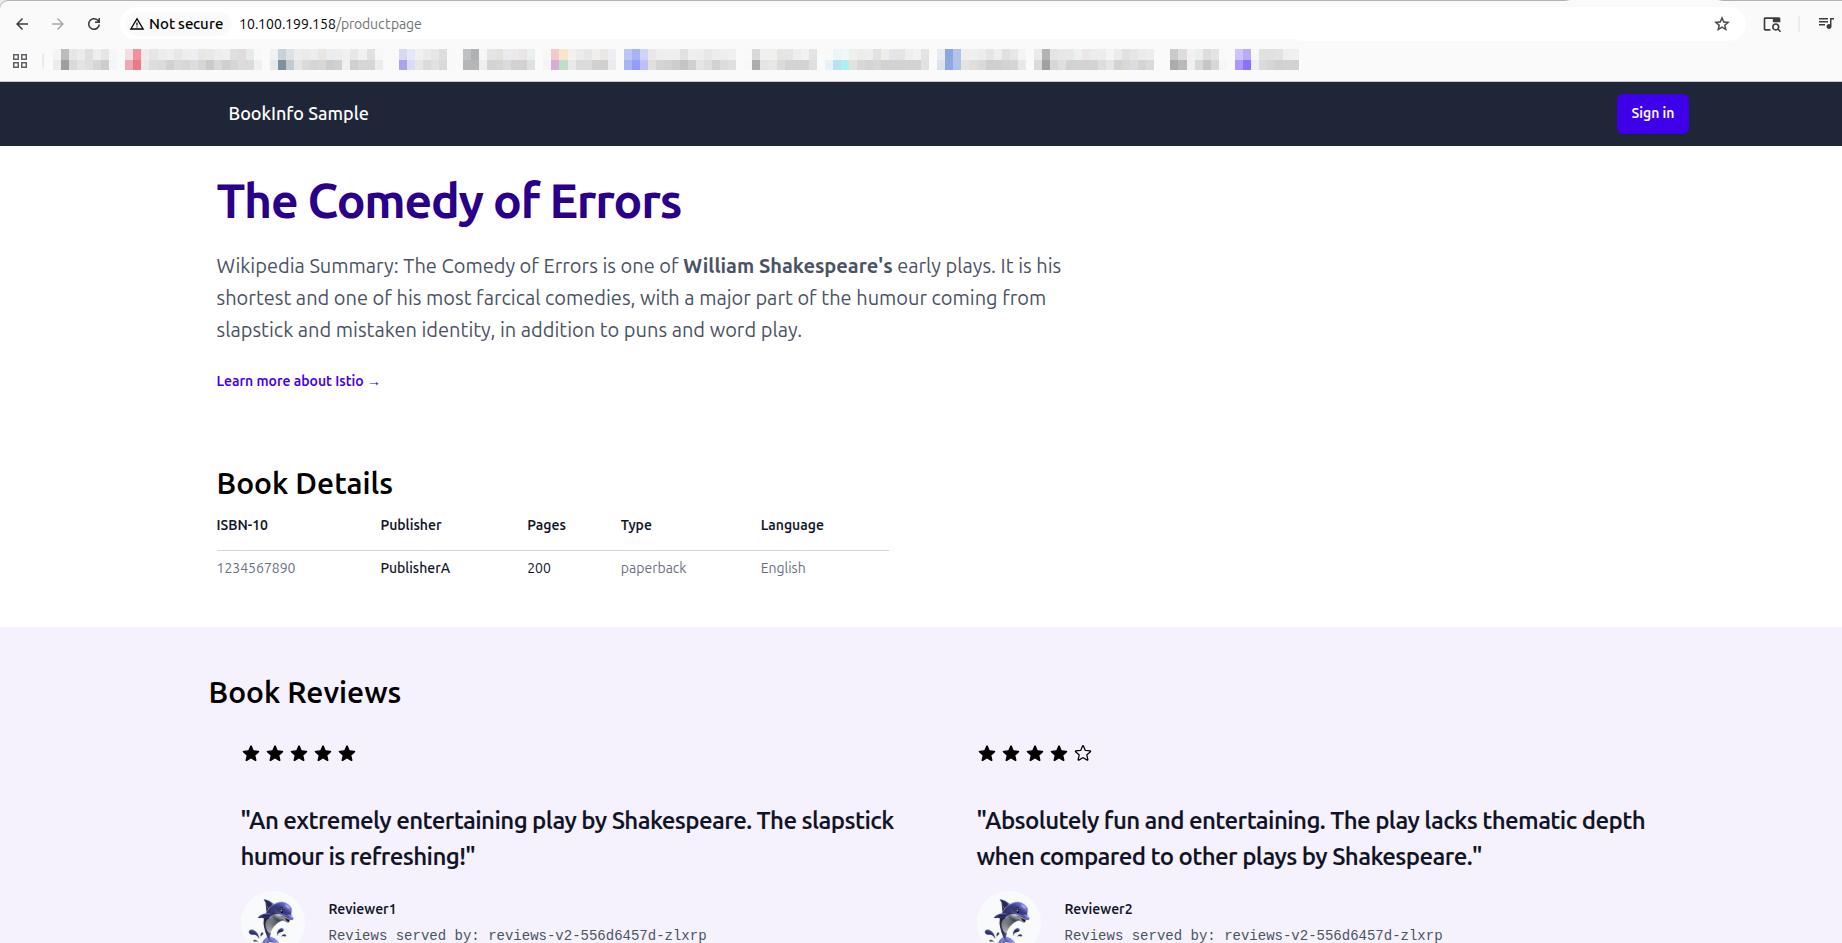 Not secure 10.100.199.158/productpage
BookInfo Sample
Sign in
The Comedy of Errors
Wikipedia Summary: The Comedy of Errors is one of William Shakespeare's early plays. It is his
shortest and one of his most farcical comedies, with a major part of the humour coming from
slapstick and mistaken identity, in addition to puns and word play.
Learn more about Istio →
Book Details
ISBN-10 Publisher Pages Type Language
1234567890 PublisherA 200 paperback English
Book Reviews
"An extremely entertaining play by Shakespeare. The slapstick
humour is refreshing!"
Reviewer1
Reviews served by: reviews-v2-556d6457d-zlxrp
"Absolutely fun and entertaining. The play lacks thematic depth
when compared to other plays by Shakespeare."
Reviewer2
Reviews served by: reviews-v2-556d6457d-zlxrp